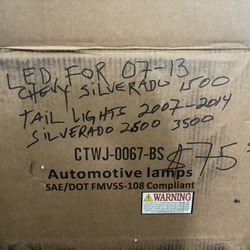 LED FOR 07-13
CHEVY SILVERADO 1500
TAIL LIGHTS 2007-2014
SILVERADO 2500 3500
CTWJ-0067-BS
$75
Automotive lamps
SAE/DOT FMVSS-108 Compliant
WARNING